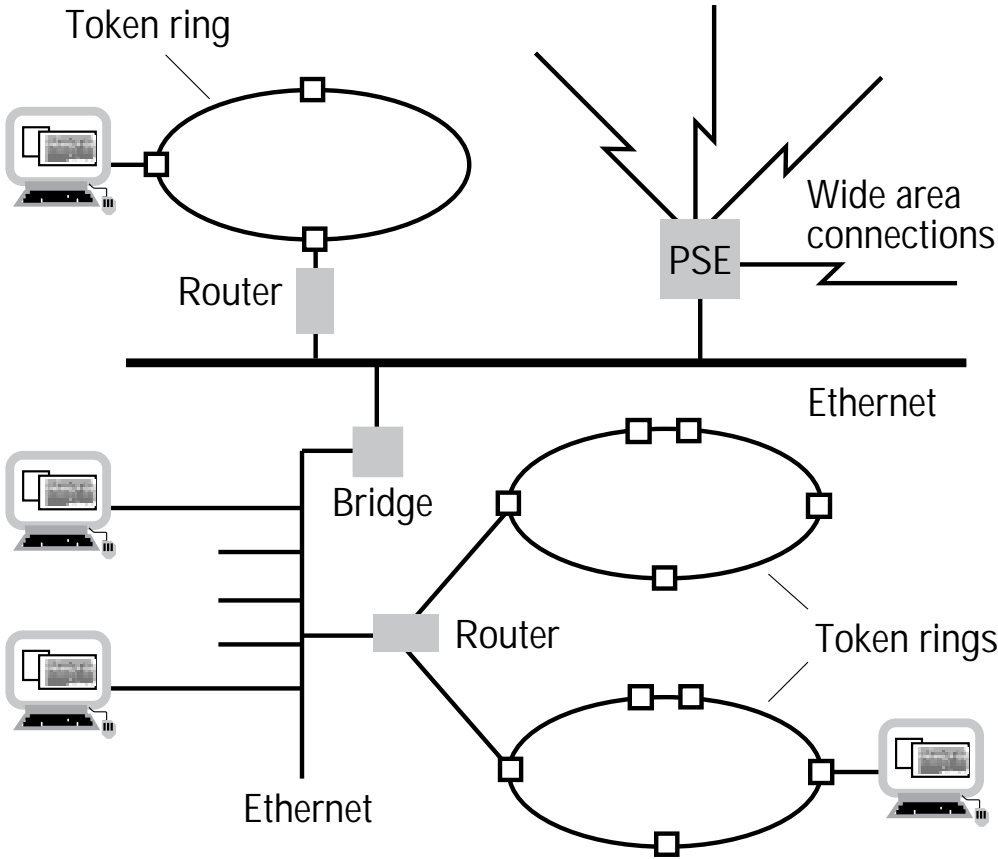 Token ring
Wide area
connections
PSE
Router
Ethernet
Bridge
Router
Token rings
Ethernet